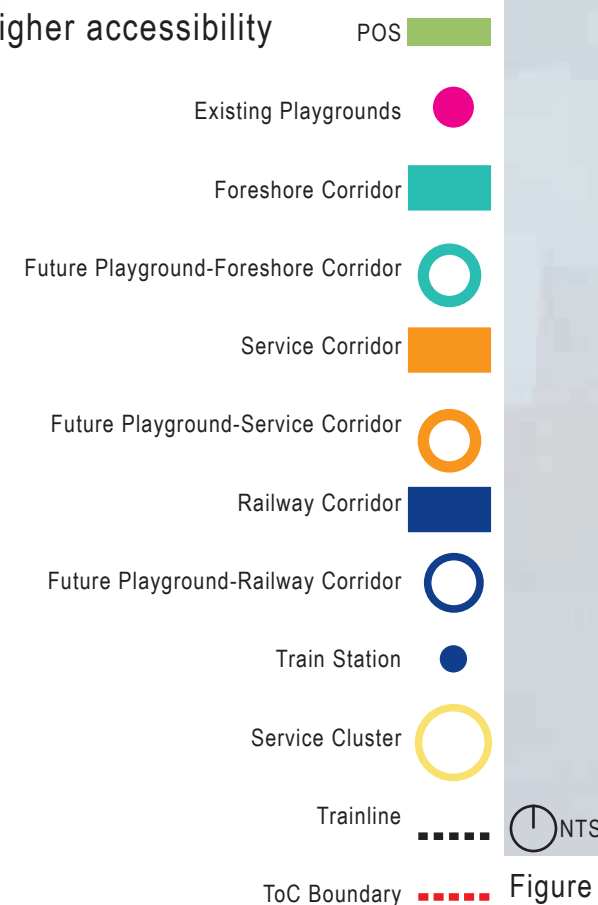 igher accessibility
POS
Existing Playgrounds
Foreshore Corridor
Future Playground-Foreshore Corridor
Service Corridor
Future Playground-Service Corridor
Railway Corridor
Future Playground-Railway Corridor
Train Station
Service Cluster
Trainline
NTS
ToC Boundary
Figure